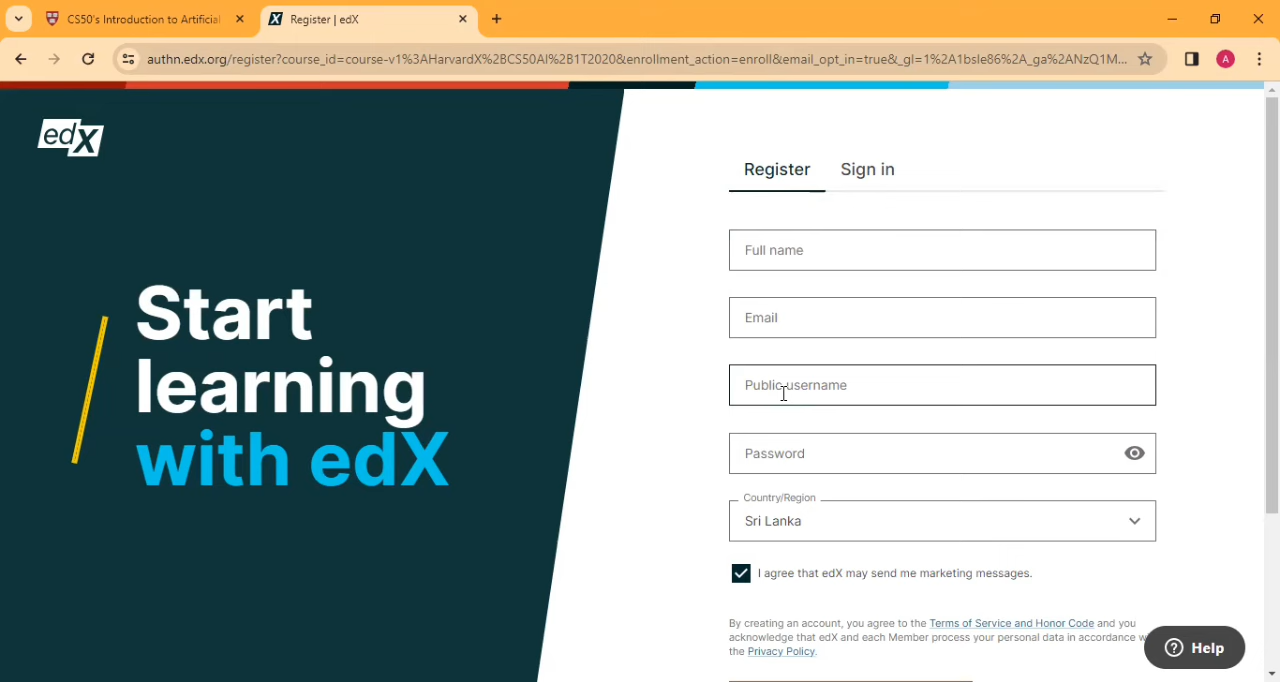 CS50's Introduction to Artificial
Register | edX
authn.edx.org/register?course_id=course-v1%3AHarvardX%2BCS50AI%2B1T2020&enrollment_action=enroll&email_opt_in=true&_gl=1%2A1bsle86%2A_ga%2ANzQ1M...
A
edX
Start
learning
with edX
Register
Sign in
Full name
Email
Public username
Password
Country/Region
Sri Lanka
I agree that edX may send me marketing messages.
By creating an account, you agree to the Terms of Service and Honor Code and you
acknowledge that edX and each Member process your personal data in accordance
the Privacy Policy.
Help